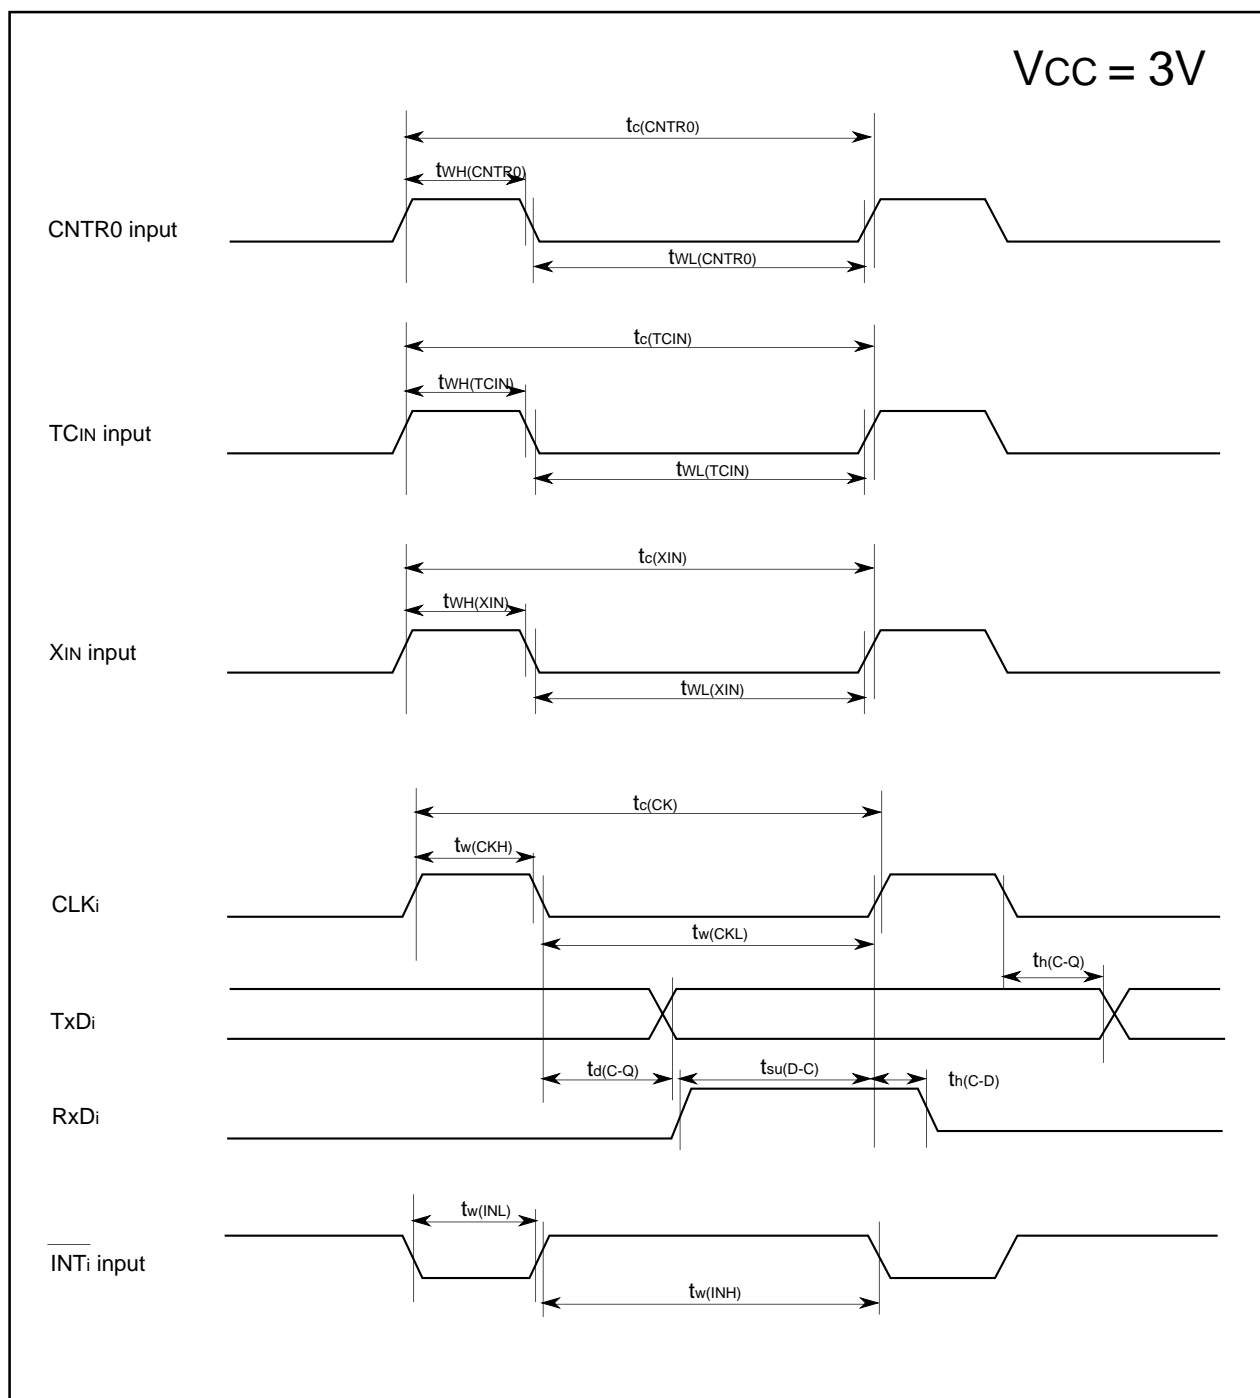 VCC = 3V
tc(CNTR0)
tWH(CNTR0)
CNTR0 input
tWL(CNTR0)
tc(TCIN)
tWH(TCIN)
TCIN input
tWL(TCIN)
tc(XIN)
tWH(XIN)
XIN input
tWL(XIN)
tc(CK)
tw(CKH)
CLKi
tw(CKL)
th(C-Q)
TxDi
td(C-Q)
tsu(D-C)
th(C-D)
RxDi
tw(INL)
INTi input
tw(INH)